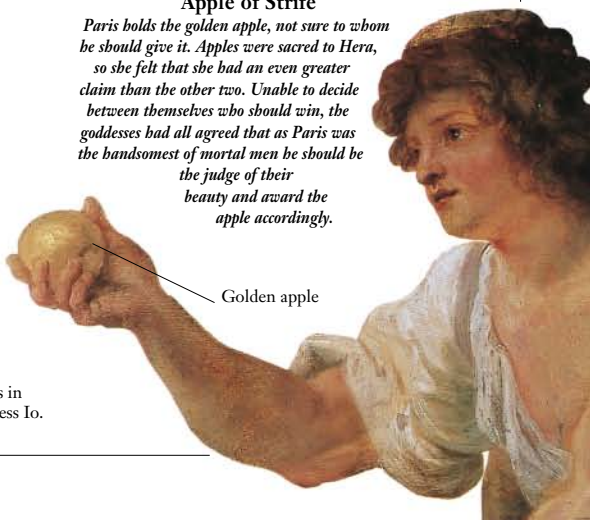 Apple of Strife
Paris holds the golden apple, not sure to whom
he should give it. Apples were sacred to Hera,
so she felt that she had an even greater
claim than the other two. Unable to decide
between themselves who should win, the
goddesses had all agreed that as Paris was
the handsomest of mortal men he should be
the judge of their
beauty and award the
apple accordingly.
Golden apple
s in
ess Io.